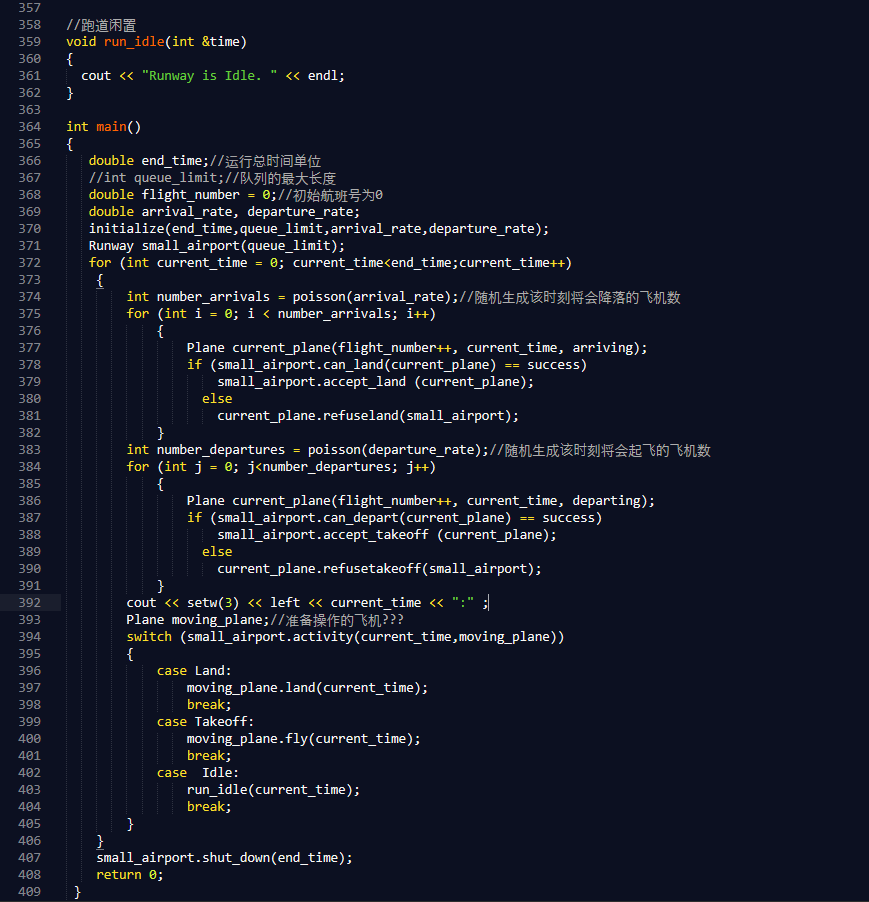 357
358 //跑道闲置
359 void run_idle(int &time)
360 {
361 cout << "Runway is Idle. " << endl;
362 }
363
364 int main()
365 {
366 double end_time;//运行总时间单位
367 //int queue_limit;//队列的最大长度
368 double flight_number = 0;//初始航班号为0
369 double arrival_rate, departure_rate;
370 initialize(end_time,queue_limit,arrival_rate,departure_rate);
371 Runway small_airport(queue_limit);
372 for (int current_time = 0; current_time<end_time;current_time++)
373 {
374 int number_arrivals = poisson(arrival_rate);//随机生成该时刻将会降落的飞机数
375 for (int i = 0; i < number_arrivals; i++)
376 {
377 Plane current_plane(flight_number++, current_time, arriving);
378 if (small_airport.can_land(current_plane) == success)
379 small_airport.accept_land (current_plane);
380 else
381 current_plane.refuseland(small_airport);
382 }
383 int number_departures = poisson(departure_rate);//随机生成该时刻将会起飞的飞机数
384 for (int j = 0; j<number_departures; j++)
385 {
386 Plane current_plane(flight_number++, current_time, departing);
387 if (small_airport.can_depart(current_plane) == success)
388 small_airport.accept_takeoff (current_plane);
389 else
390 current_plane.refusetakeoff(small_airport);
391 }
392 cout << setw(3) << left << current_time << ":" ;
393 Plane moving_plane;//准备操作的飞机???
394 switch (small_airport.activity(current_time,moving_plane))
395 {
396 case Land:
397 moving_plane.land(current_time);
398 break;
399 case Takeoff:
400 moving_plane.fly(current_time);
401 break;
402 case  Idle:
403 run_idle(current_time);
404 break;
405 }
406 }
407 small_airport.shut_down(end_time);
408 return 0;
409 }